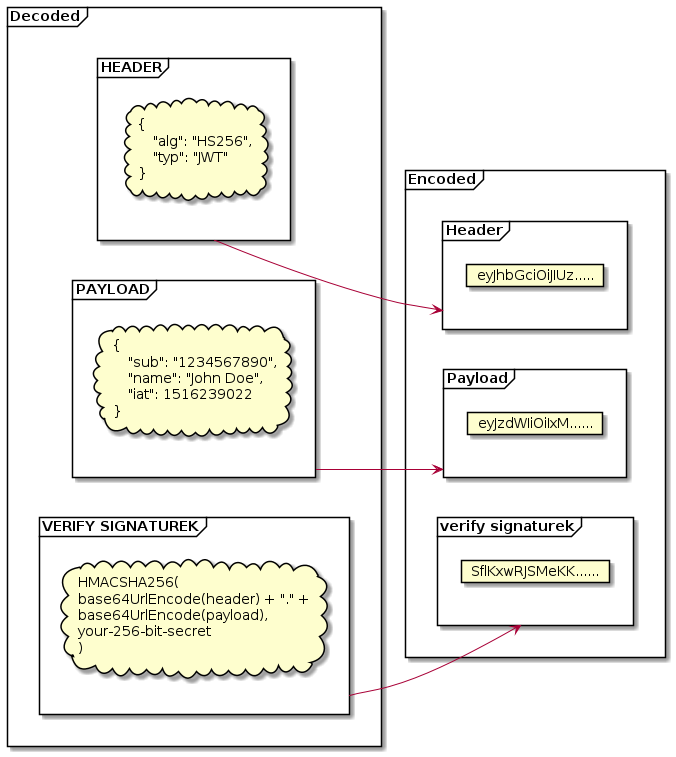 Decoded
HEADER
{
"alg": "HS256",
"typ": "JWT"
}
PAYLOAD
{
"sub": "1234567890",
"name": "John Doe",
"iat": 1516239022
}
VERIFY SIGNATUREK
HMACSHA256(
base64UrlEncode(header) + "." +
base64UrlEncode(payload),
your-256-bit-secret
)
Encoded
Header
eyJhbGciOiJIUz.....
Payload
eyJzdWIiOiIxM......
verify signaturek
SflKxwRJSMeKK......